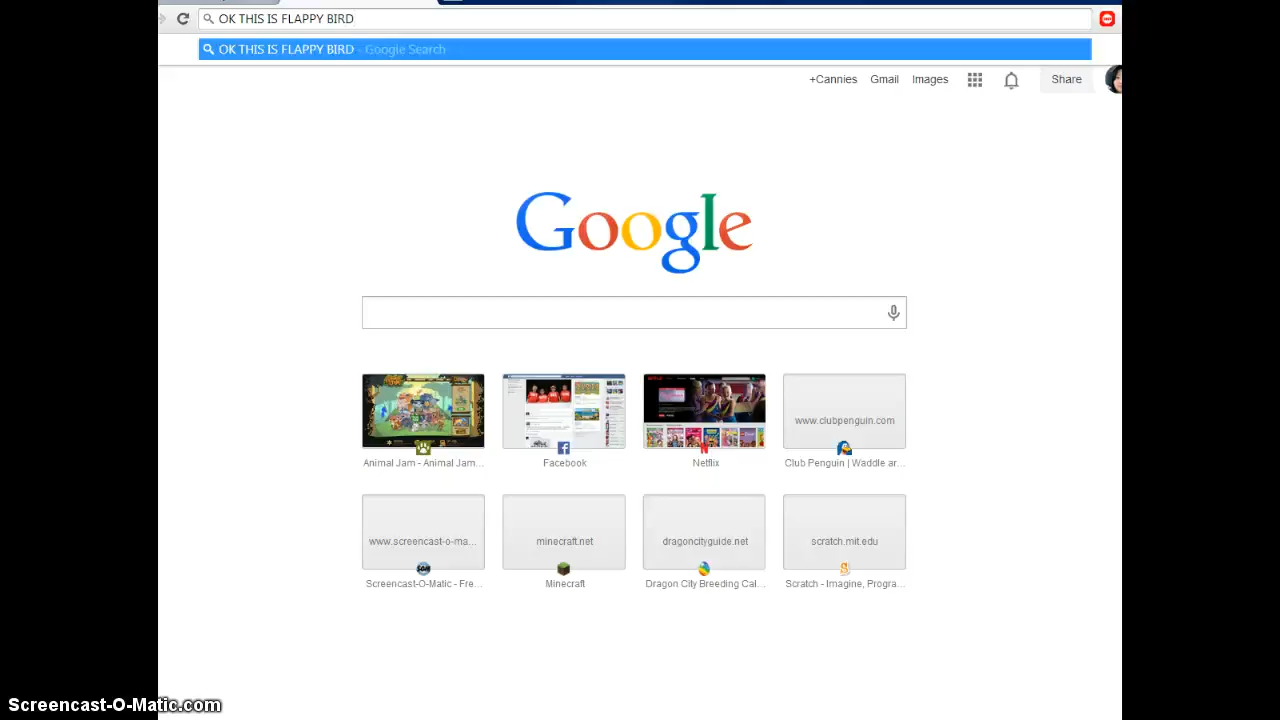 OK THIS IS FLAPPY BIRD
OK THIS IS FLAPPY BIRD - Google Search
+Cannies Gmail Images Share
Google
www.clubpenguin.com
Animal Jam - Animal Jam... Facebook Netflix Club Penguin | Waddle ar...
www.screencast-o-ma... minecraft.net dragoncityguide.net scratch.mit.edu
Screencast-O-Matic - Fre... Minecraft Dragon City Breeding Cal... Scratch - Imagine, Progra...
Screencast-O-Matic.com